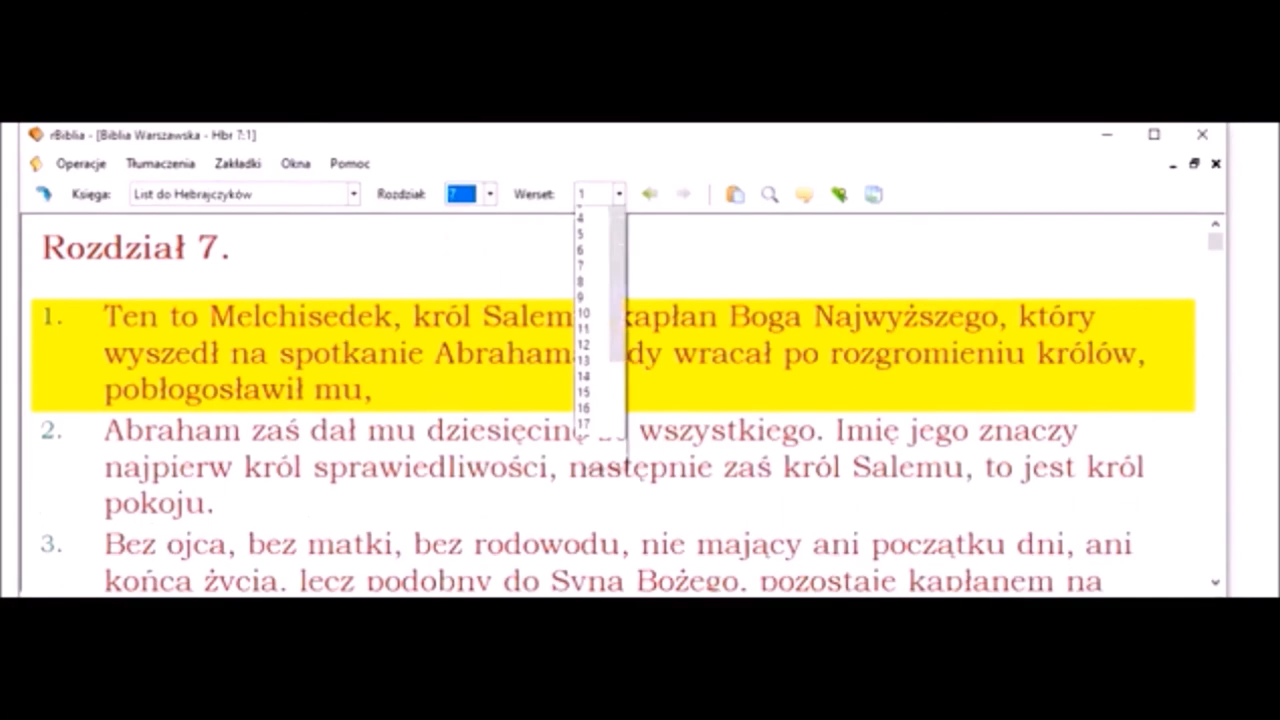 rBiblia - [Biblia Warszawska - Hbr 7:1]
Operacje Tłumaczenia Zakładki Okna Pomoc
Księga: List do Hebrajczyków Rozdział: 7 Werset: 1
4
5
6
7
8
9
10
11
12
13
14
15
16
17
Rozdział 7.
1. Ten to Melchisedek, król Salem kapłan Boga Najwyższego, który
wyszedł na spotkanie Abraham dy wracał po rozgromieniu królów,
pobłogosławił mu,
2. Abraham zaś dał mu dziesięcinę wszystkiego. Imię jego znaczy
najpierw król sprawiedliwości, następnie zaś król Salemu, to jest król
pokoju.
3. Bez ojca, bez matki, bez rodowodu, nie mający ani początku dni, ani
końca życia, lecz podobny do Syna Bożego, pozostaje kapłanem na